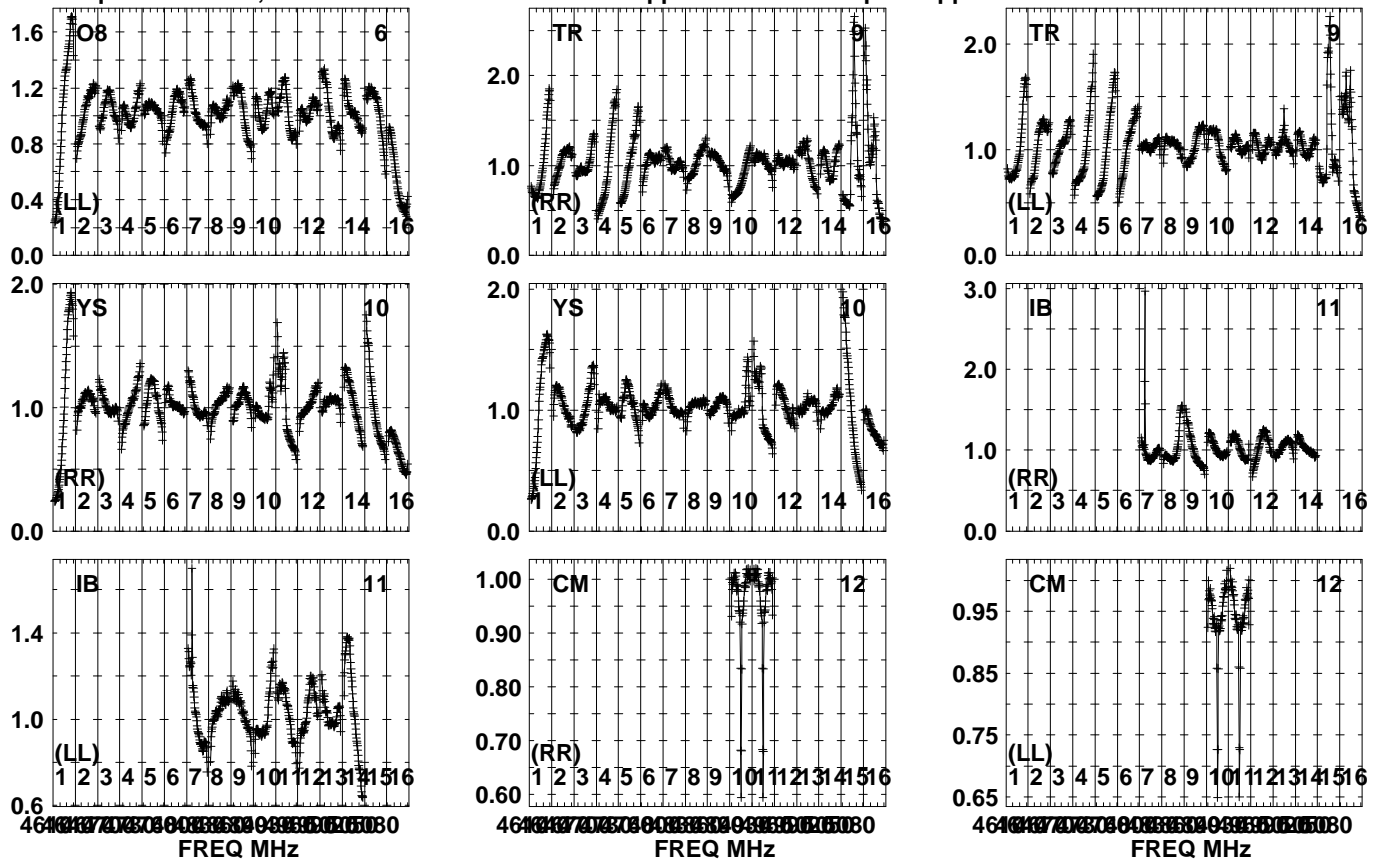 O8 6
1.6
1.2
0.8
0.4
0.0
(LL)
1 2 3 4 5 6 7 8 9 10 12 14 16
TR 9
2.0
1.0
0.0
(RR)
1 2 3 4 5 6 7 8 9 10 12 14 16
TR 9
2.0
1.0
0.0
(LL)
1 2 3 4 5 6 7 8 9 10 12 14 16
YS 10
2.0
1.0
0.0
(RR)
1 2 3 4 5 6 7 8 9 10 12 14 16
YS 10
2.0
1.0
0.0
(LL)
1 2 3 4 5 6 7 8 9 10 12 14 16
IB 11
3.0
2.0
1.0
0.0
(RR)
1 2 3 4 5 6 7 8 9 10 12 14 16
IB 11
1.4
1.0
0.6
(LL)
1 2 3 4 5 6 7 8 9 10 11 12 13 14 15 16
FREQ MHz
CM 12
1.00
0.90
0.80
0.70
0.60
(RR)
1 2 3 4 5 6 7 8 9 10 11 12 13 14 15 16
FREQ MHz
CM 12
0.95
0.85
0.75
0.65
(LL)
1 2 3 4 5 6 7 8 9 10 11 12 13 14 15 16
FREQ MHz